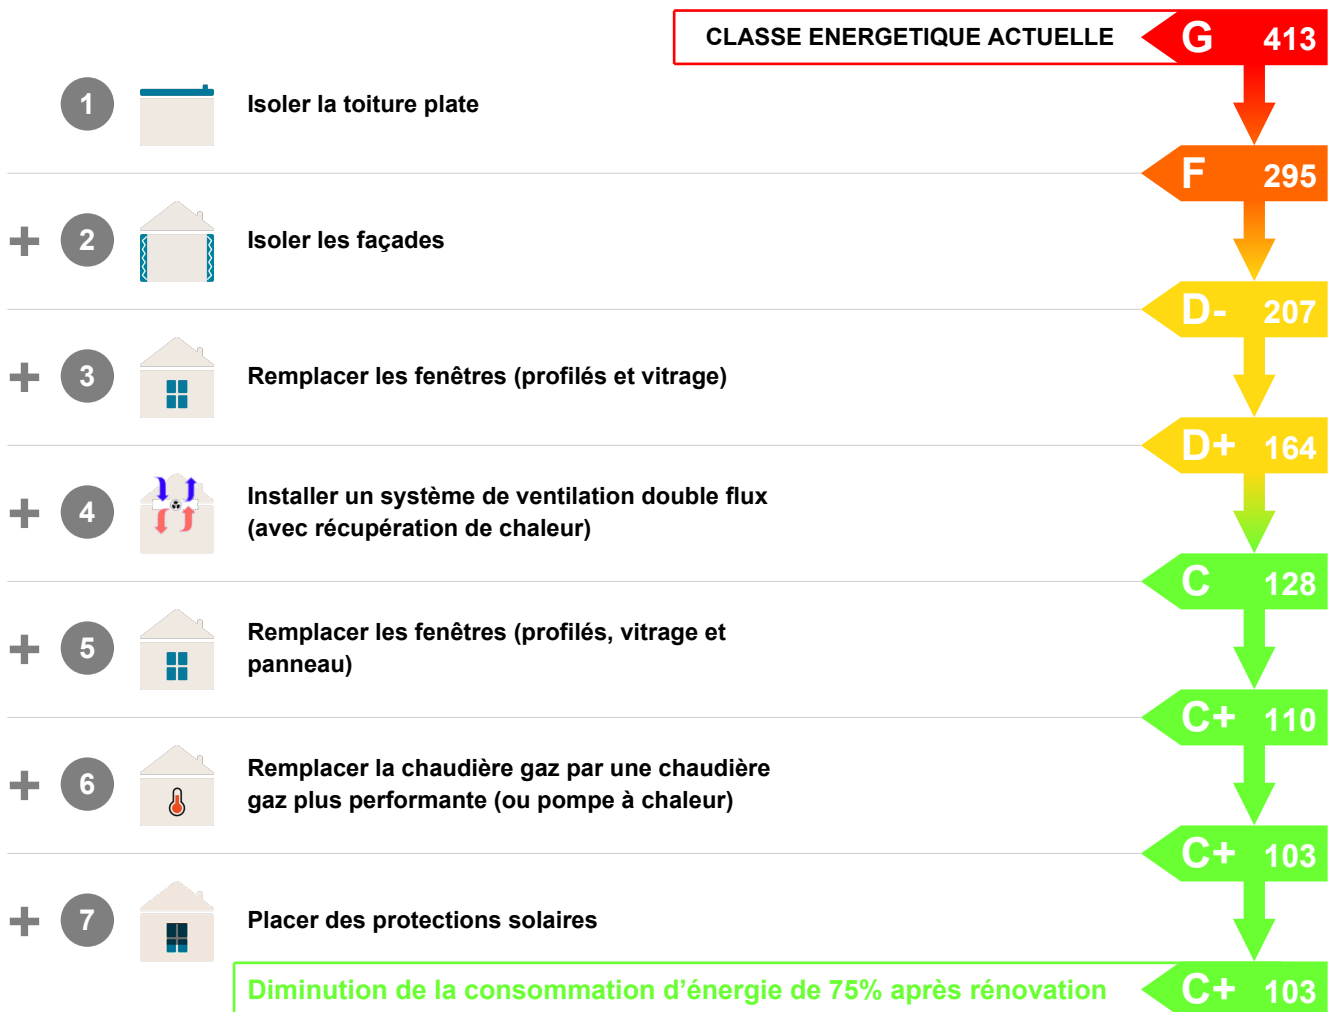 CLASSE ENERGETIQUE ACTUELLE G 413
1 Isoler la toiture plate
F 295
+ 2 Isoler les façades
D- 207
+ 3 Remplacer les fenêtres (profilés et vitrage)
D+ 164
+ 4 Installer un système de ventilation double flux
(avec récupération de chaleur)
C 128
+ 5 Remplacer les fenêtres (profilés, vitrage et
panneau)
C+ 110
+ 6 Remplacer la chaudière gaz par une chaudière
gaz plus performante (ou pompe à chaleur)
C+ 103
+ 7 Placer des protections solaires
Diminution de la consommation d’énergie de 75% après rénovation C+ 103